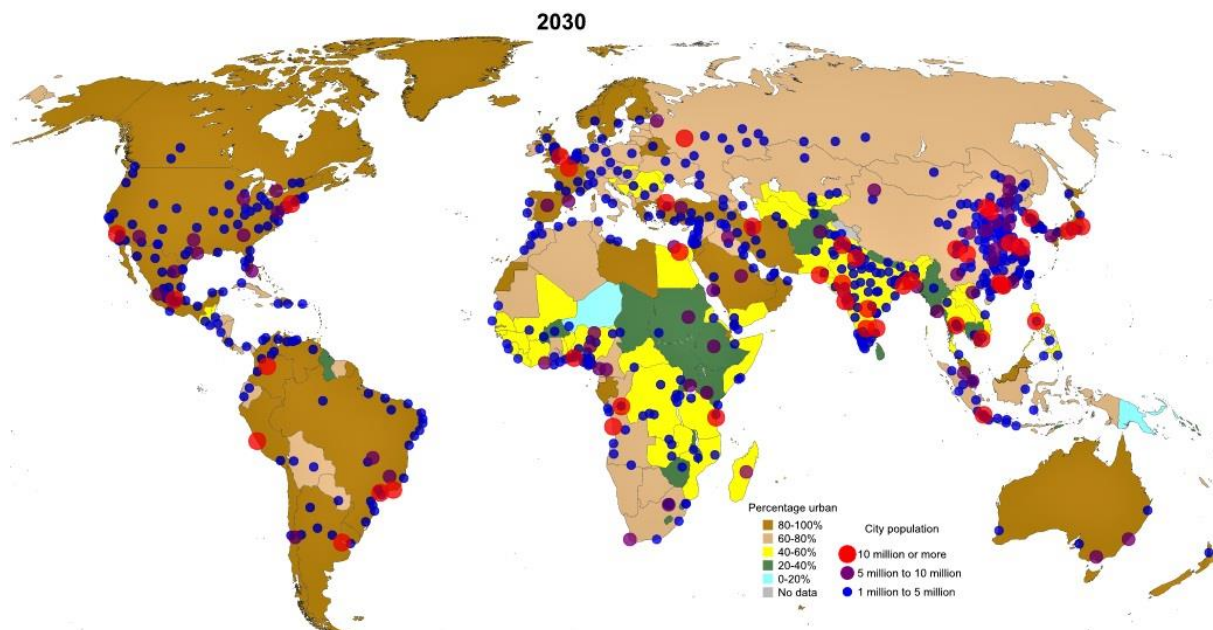 2030
Percentage urban
80-100%
60-80%
40-60%
20-40%
0-20%
No data
City population
10 million or more
5 million to 10 million
1 million to 5 million